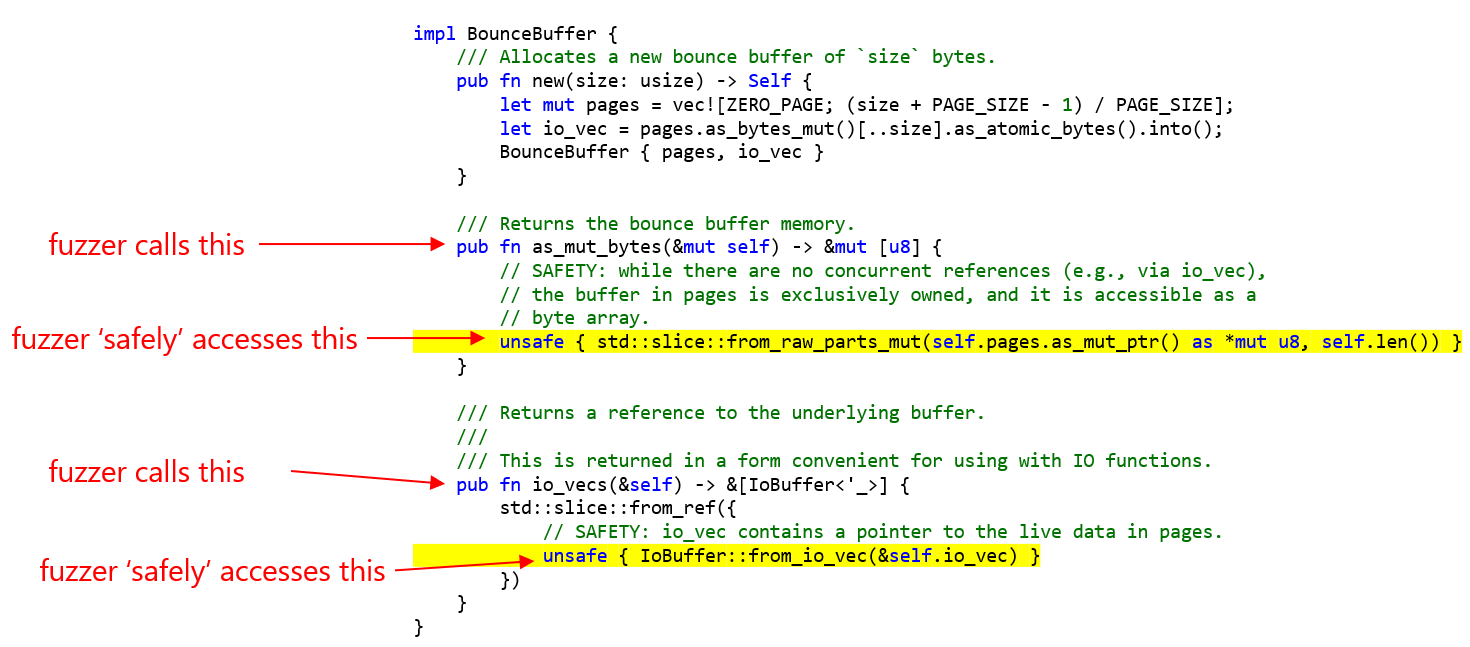 impl BounceBuffer {
/// Allocates a new bounce buffer of `size` bytes.
pub fn new(size: usize) -> Self {
let mut pages = vec![ZERO_PAGE; (size + PAGE_SIZE - 1) / PAGE_SIZE];
let io_vec = pages.as_bytes_mut()[..size].as_atomic_bytes().into();
BounceBuffer { pages, io_vec }
}
/// Returns the bounce buffer memory.
fuzzer calls this
pub fn as_mut_bytes(&mut self) -> &mut [u8] {
// SAFETY: while there are no concurrent references (e.g., via io_vec),
// the buffer in pages is exclusively owned, and it is accessible as a
// byte array.
fuzzer ‘safely’ accesses this
unsafe { std::slice::from_raw_parts_mut(self.pages.as_mut_ptr() as *mut u8, self.len()) }
}
/// Returns a reference to the underlying buffer.
///
/// This is returned in a form convenient for using with IO functions.
fuzzer calls this
pub fn io_vecs(&self) -> &[IoBuffer<'_>] {
std::slice::from_ref({
// SAFETY: io_vec contains a pointer to the live data in pages.
fuzzer ‘safely’ accesses this
unsafe { IoBuffer::from_io_vec(&self.io_vec) }
})
}
}